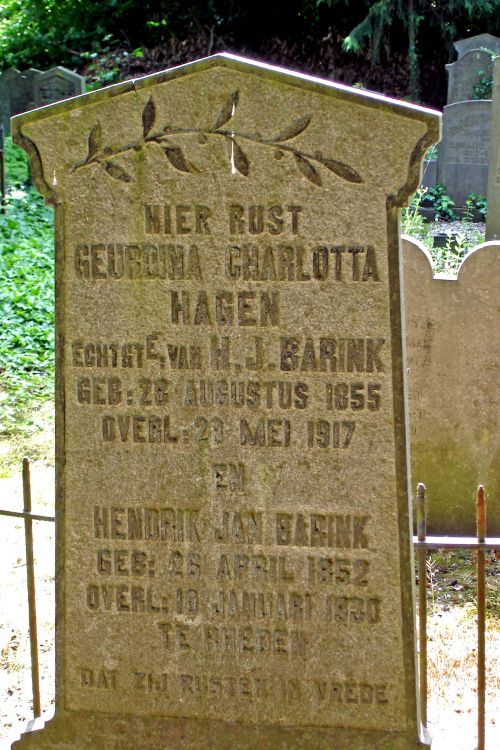 HIER RUST
GEURDINA CHARLOTTA
HAGEN
ECHTGTE. VAN H.J. BARINK
GEB: 28 AUGUSTUS 1855
OVERL: 29 MEI 1917
EN
HENDRIK JAN BARINK
GEB: 26 APRIL 1852
OVERL: 10 JANUARI 1930
TE RHEDEN
DAT ZIJ RUSTEN IN VREDE